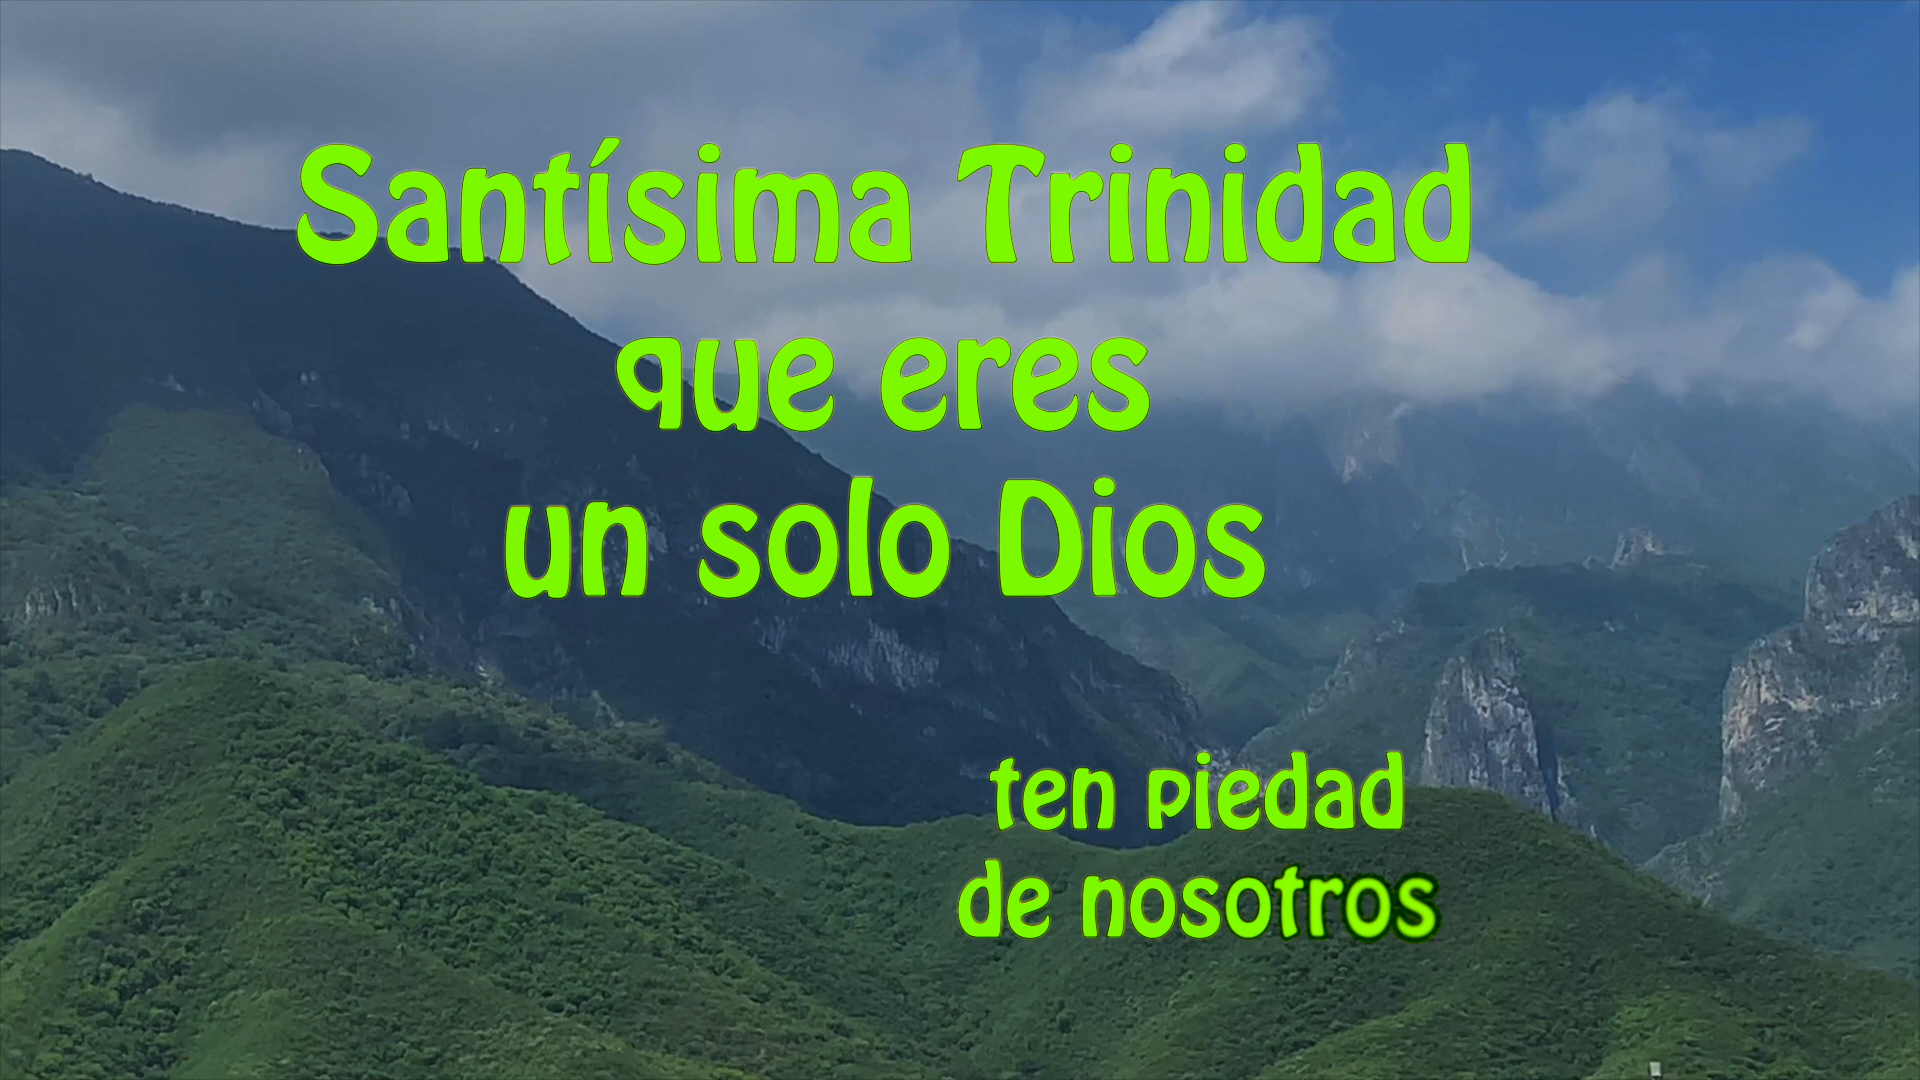 Santísima Trinidad
que eres
un solo Dios
ten piedad
de nosotros